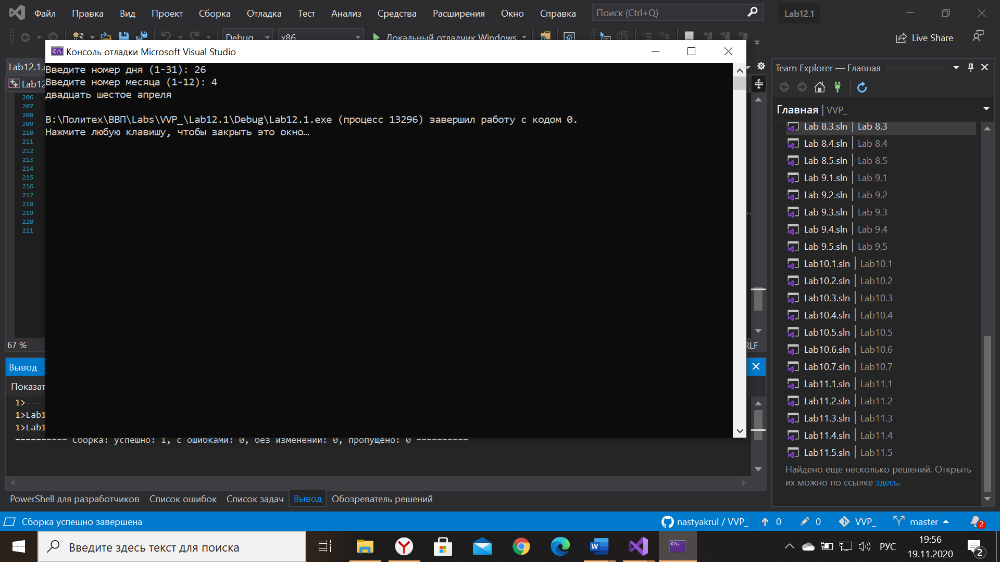 Файл Правка Вид Проект Сборка Отладка Тест Анализ Средства Расширения Окно Справка Поиск (Ctrl+Q) Lab12.1
Debug x86 Локальный отладчик Windows Live Share
Консоль отладки Microsoft Visual Studio
Введите номер дня (1-31): 26
Введите номер месяца (1-12): 4
двадцать шестое апреля
B:\Политех\ВВП\Labs\VVP_\Lab12.1\Debug\Lab12.1.exe (процесс 13296) завершил работу с кодом 0.
Нажмите любую клавишу, чтобы закрыть это окно…
Lab12.1.
Lab12
206
207
208
209
210
211
212
213
214
215
216
217
218
219
220
221
67 %
RLF
Team Explorer — Главная
Главная | VVP_
Lab 8.3.sln | Lab 8.3
Lab 8.4.sln | Lab 8.4
Lab 8.5.sln | Lab 8.5
Lab 9.1.sln | Lab 9.1
Lab 9.2.sln | Lab 9.2
Lab 9.3.sln | Lab 9.3
Lab 9.4.sln | Lab 9.4
Lab 9.5.sln | Lab 9.5
Lab10.1.sln | Lab10.1
Lab10.2.sln | Lab10.2
Lab10.3.sln | Lab10.3
Lab10.4.sln | Lab10.4
Lab10.5.sln | Lab10.5
Lab10.6.sln | Lab10.6
Lab10.7.sln | Lab10.7
Lab11.1.sln | Lab11.1
Lab11.2.sln | Lab11.2
Lab11.3.sln | Lab11.3
Lab11.4.sln | Lab11.4
Lab11.5.sln | Lab11.5
Найдено еще несколько решений. Открыть
их можно по ссылке здесь.
Вывод
Показат
1>----
1>Lab1
1>Lab1
========== Сборка: успешно: 1, с ошибками: 0, без изменений: 0, пропущено: 0 ==========
PowerShell для разработчиков Список ошибок Список задач Вывод Обозреватель решений
Сборка успешно завершена nastyakrul / VVP_ 0 0 VVP_ master 2
Введите здесь текст для поиска
РУС 19:56
19.11.2020
2